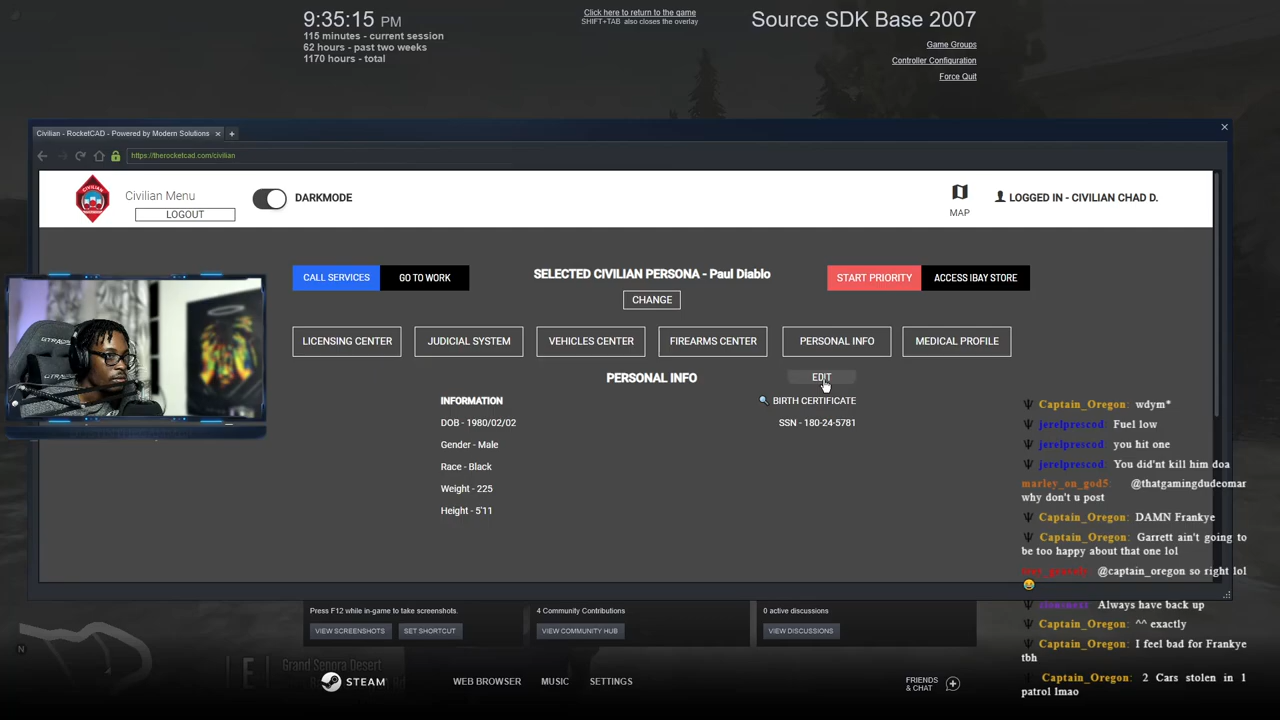 9:35:15 PM
115 minutes - current session
62 hours - past two weeks
1170 hours - total
Click here to return to the game
SHIFT+TAB also closes the overlay
Source SDK Base 2007
Game Groups
Controller Configuration
Force Quit
Civilian - RocketCAD - Powered by Modern Solutions
https://therocketcad.com/civilian
Civilian Menu
LOGOUT
DARKMODE
MAP
LOGGED IN - CIVILIAN CHAD D.
CALL SERVICES
GO TO WORK
SELECTED CIVILIAN PERSONA - Paul Diablo
CHANGE
START PRIORITY
ACCESS IBAY STORE
LICENSING CENTER
JUDICIAL SYSTEM
VEHICLES CENTER
FIREARMS CENTER
PERSONAL INFO
MEDICAL PROFILE
PERSONAL INFO
EDIT
INFORMATION
DOB - 1980/02/02
Gender - Male
Race - Black
Weight - 225
Height - 5'11
BIRTH CERTIFICATE
SSN - 180-24-5781
Captain_Oregon: wdym*
jerelprescod: Fuel low
jerelprescod: you hit one
jerelprescod: You did'nt kill him doa
marley_on_god5: @thatgamingdudeomar
why don't u post
Captain_Oregon: DAMN Frankye
Captain_Oregon: Garrett ain't going to
be too happy about that one lol
@captain_oregon so right lol
Always have back up
Captain_Oregon: ^^ exactly
Captain_Oregon: I feel bad for Frankye
tbh
Captain_Oregon: 2 Cars stolen in 1
patrol lmao
Press F12 while in-game to take screenshots.
VIEW SCREENSHOTS
SET SHORTCUT
4 Community Contributions
VIEW COMMUNITY HUB
0 active discussions
VIEW DISCUSSIONS
N
E
Grand Senora Desert
STEAM
WEB BROWSER
MUSIC
SETTINGS
FRIENDS
& CHAT